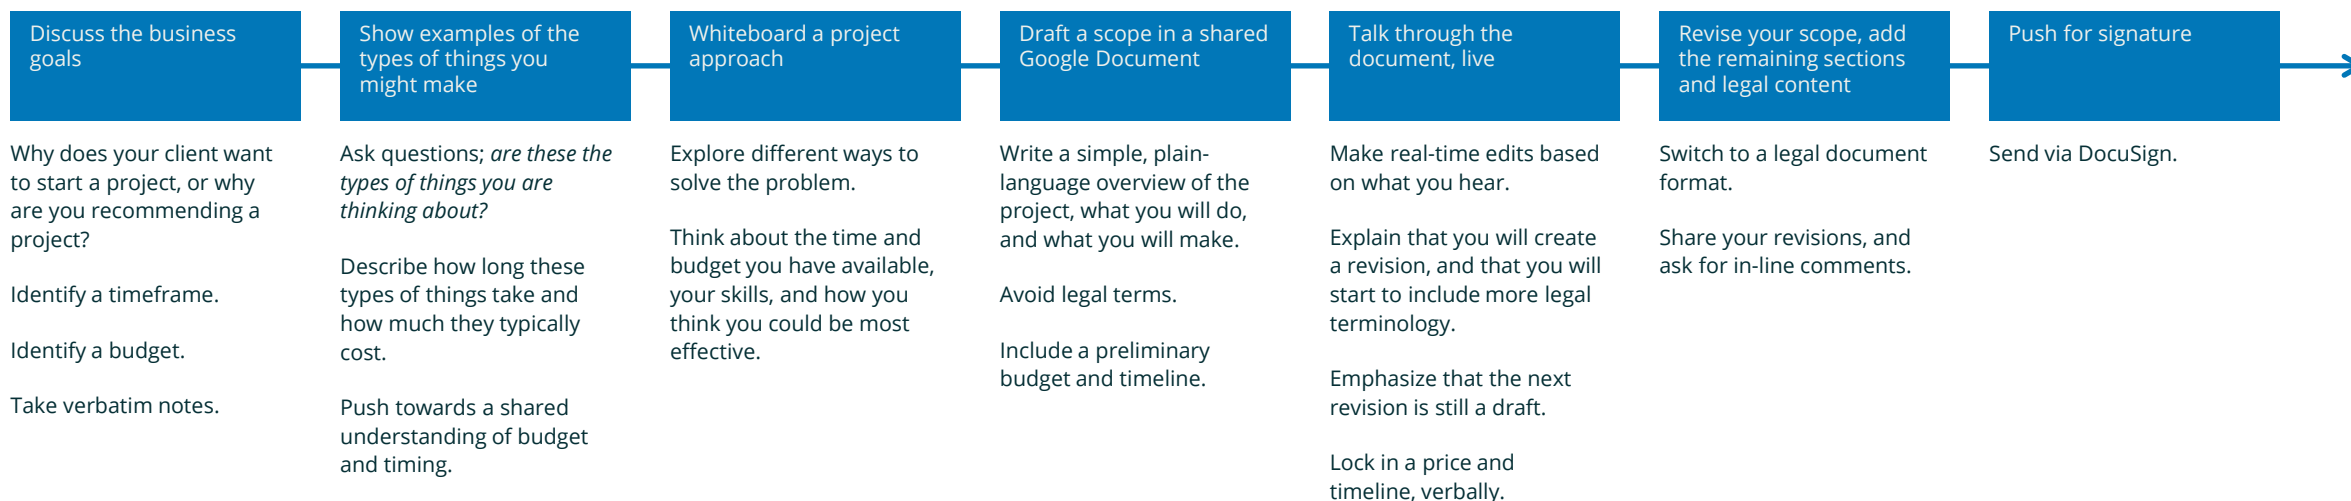 Discuss the business
goals
Why does your client want
to start a project, or why
are you recommending a
project?
Identify a timeframe.
Identify a budget.
Take verbatim notes.
Show examples of the
types of things you
might make
Ask questions; are these the
types of things you are
thinking about?
Describe how long these
types of things take and
how much they typically
cost.
Push towards a shared
understanding of budget
and timing.
Whiteboard a project
approach
Explore different ways to
solve the problem.
Think about the time and
budget you have available,
your skills, and how you
think you could be most
effective.
Draft a scope in a shared
Google Document
Write a simple, plain-
language overview of the
project, what you will do,
and what you will make.
Avoid legal terms.
Include a preliminary
budget and timeline.
Talk through the
document, live
Make real-time edits based
on what you hear.
Explain that you will create
a revision, and that you will
start to include more legal
terminology.
Emphasize that the next
revision is still a draft.
Lock in a price and
timeline, verbally.
Revise your scope, add
the remaining sections
and legal content
Switch to a legal document
format.
Share your revisions, and
ask for in-line comments.
Push for signature
Send via DocuSign.